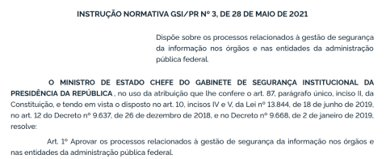 INSTRUÇÃO NORMATIVA GSI/PR Nº 3, DE 28 DE MAIO DE 2021
Dispõe sobre os processos relacionados à gestão de segurança
da informação nos órgãos e nas entidades da administração
pública federal.
O MINISTRO DE ESTADO CHEFE DO GABINETE DE SEGURANÇA INSTITUCIONAL DA
PRESIDÊNCIA DA REPÚBLICA, no uso da atribuição que lhe confere o art. 87, parágrafo único, inciso II, da
Constituição, e tendo em vista o disposto no art. 10, incisos IV e V, da Lei nº 13.844, de 18 de junho de 2019,
no art. 12 do Decreto nº 9.637, de 26 de dezembro de 2018, e no Decreto nº 9.668, de 2 de janeiro de 2019,
resolve:
Art. 1º Aprovar os processos relacionados à gestão de segurança da informação nos órgãos e
nas entidades da administração pública federal.